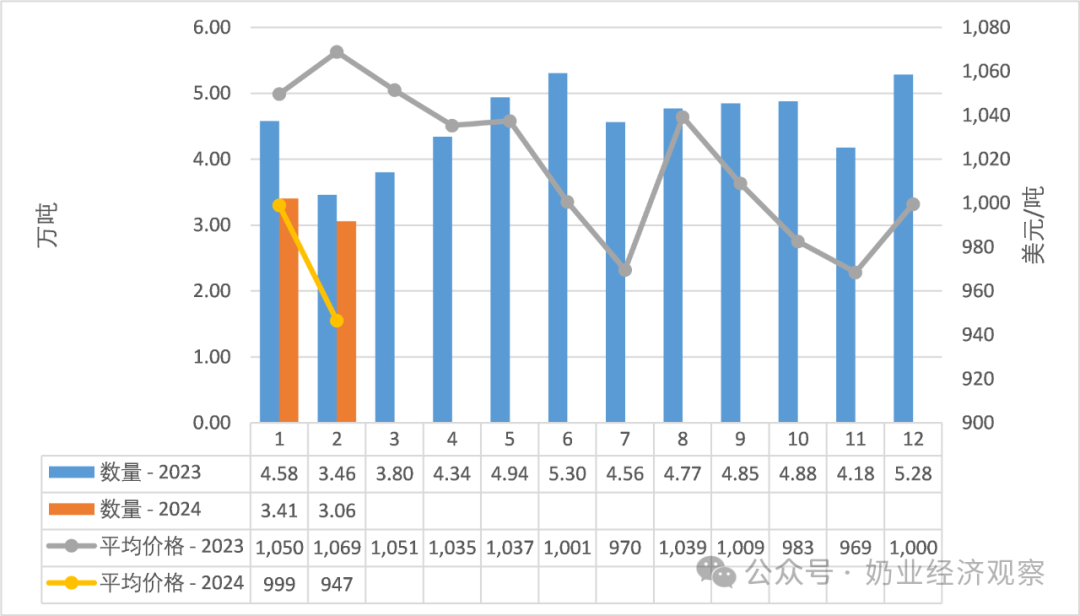 6.00
5.00
4.00
3.00
2.00
1.00
0.00
万吨
1,080
1,060
1,040
1,020
1,000
980
960
940
920
900
美元/吨
1 2 3 4 5 6 7 8 9 10 11 12
数量 - 2023 4.58 3.46 3.80 4.34 4.94 5.30 4.56 4.77 4.85 4.88 4.18 5.28
数量 - 2024 3.41 3.06
平均价格 - 2023 1,050 1,069 1,051 1,035 1,037 1,001 970 1,039 1,009 983 969 1,000
平均价格 - 2024 999 947
公众号 · 奶业经济观察